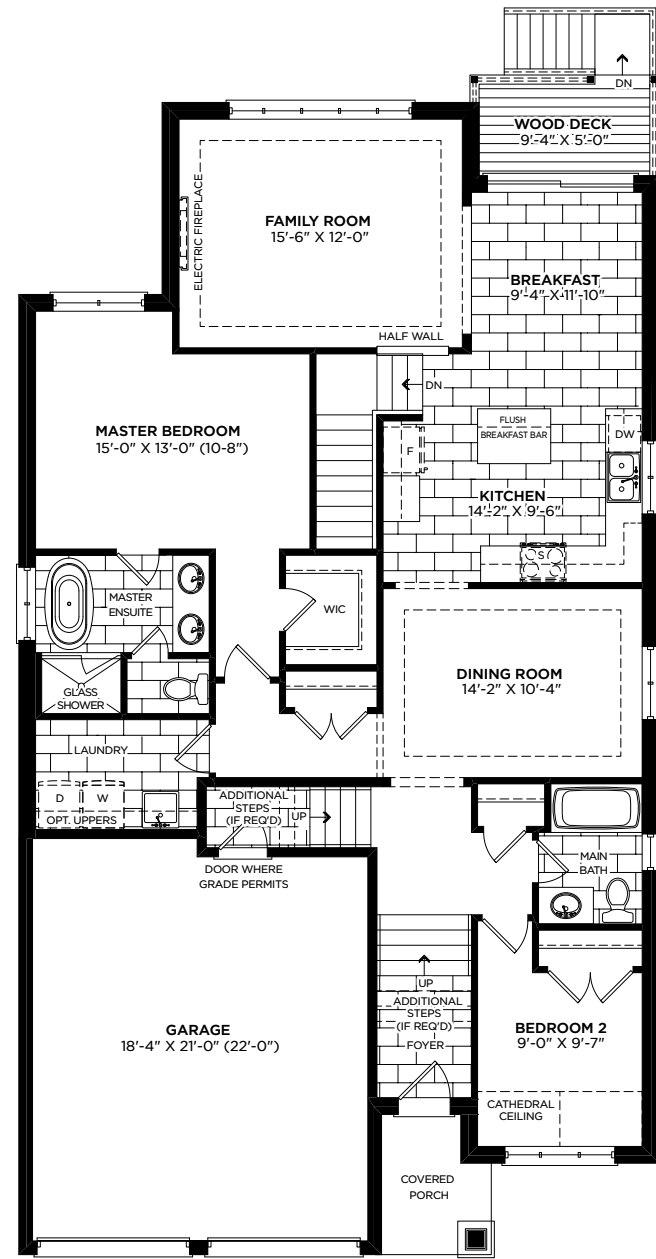 DN
WOOD DECK
9'-4" X 5'-0"
ELECTRIC FIREPLACE
FAMILY ROOM
15'-6" X 12'-0"
BREAKFAST
9'-4" X 11'-10"
HALF WALL
DN
MASTER BEDROOM
15'-0" X 13'-0" (10-8")
FLUSH
BREAKFAST BAR
DW
F
UP
KITCHEN
14'-2" X 9'-6"
S
MASTER
ENSUITE
WIC
GLASS
SHOWER
DINING ROOM
14'-2" X 10'-4"
LAUNDRY
D
W
OPT. UPPERS
ADDITIONAL
STEPS
(IF REQ'D)
UP
DOOR WHERE
GRADE PERMITS
MAIN
BATH
UP
ADDITIONAL
STEPS
(IF REQ'D)
FOYER
GARAGE
18'-4" X 21'-0" (22'-0")
BEDROOM 2
9'-0" X 9'-7"
CATHEDRAL
CEILING
COVERED
PORCH